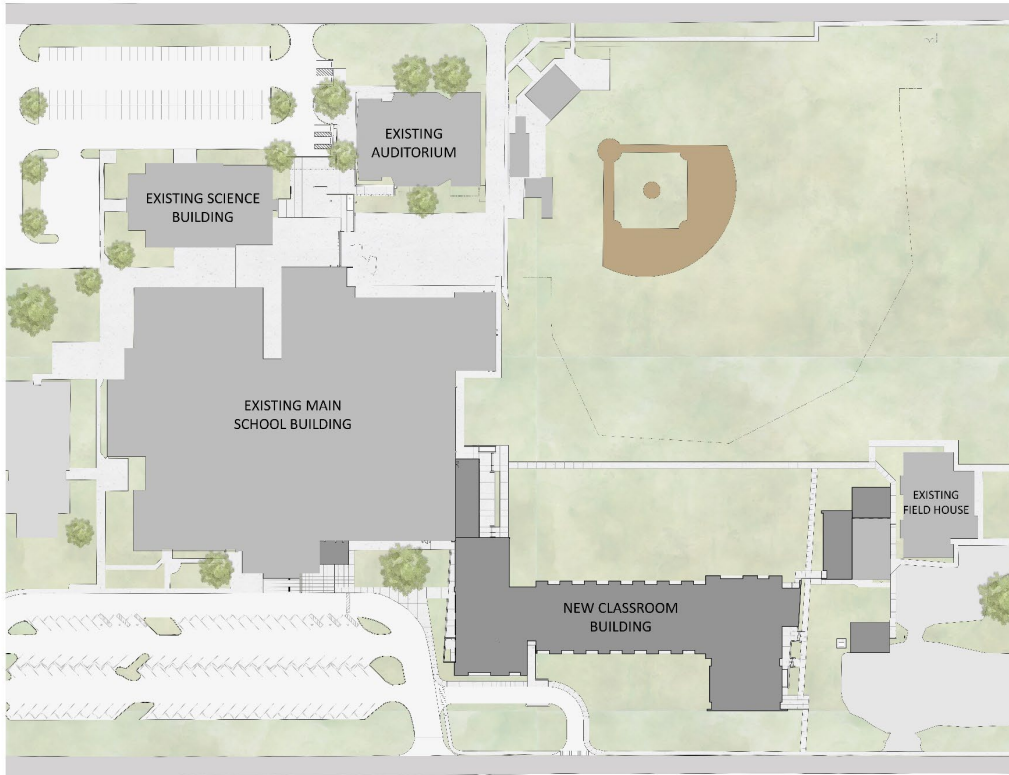 EXISTING
AUDITORIUM
EXISTING SCIENCE
BUILDING
EXISTING MAIN
SCHOOL BUILDING
EXISTING
FIELD HOUSE
NEW CLASSROOM
BUILDING